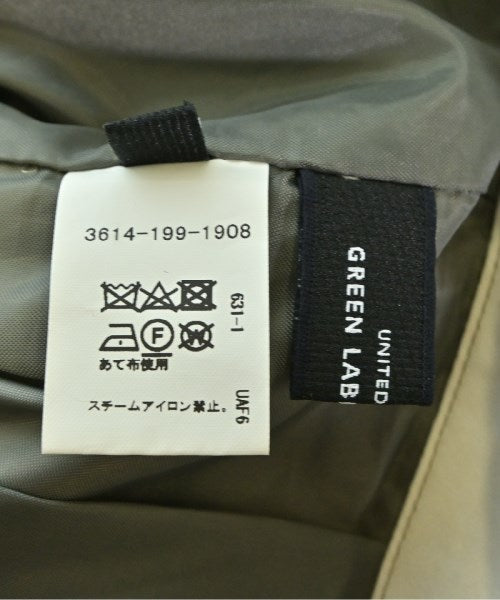 3614-199-1908
631-1
F
W
あて布使用
スチームアイロン禁止。
UAF6
UNITED
GREEN LAB